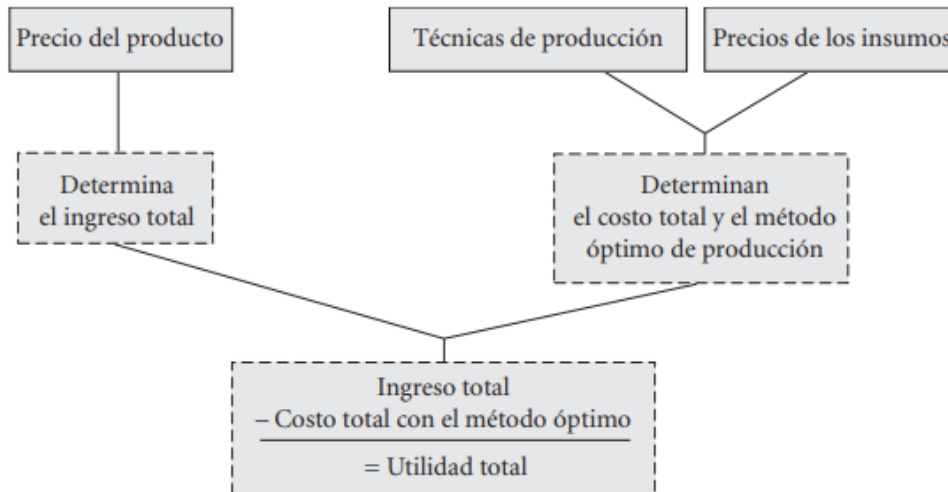 Precio del producto
Técnicas de producción
Precios de los insumos
Determina
el ingreso total
Determinan
el costo total y el método
óptimo de producción
Ingreso total
– Costo total con el método óptimo
= Utilidad total